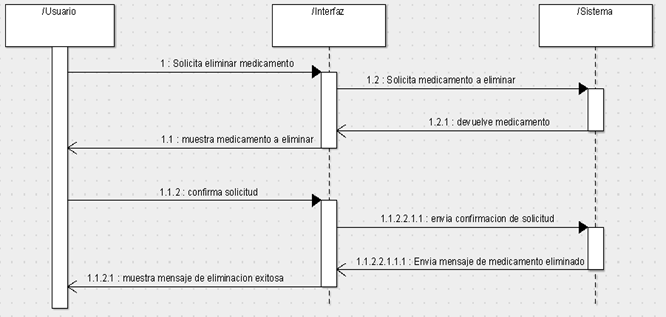 /Usuario
/Interfaz
/Sistema
1 : Solicita eliminar medicamento
1.2 : Solicita medicamento a eliminar
1.2.1 : devuelve medicamento
1.1 : muestra medicamento a eliminar
1.1.2 : confirma solicitud
1.1.2.2.1.1 : envia confirmacion de solicitud
1.1.2.2.1.1.1 : Envia mensaje de medicamento eliminado
1.1.2.1 : muestra mensaje de eliminacion exitosa